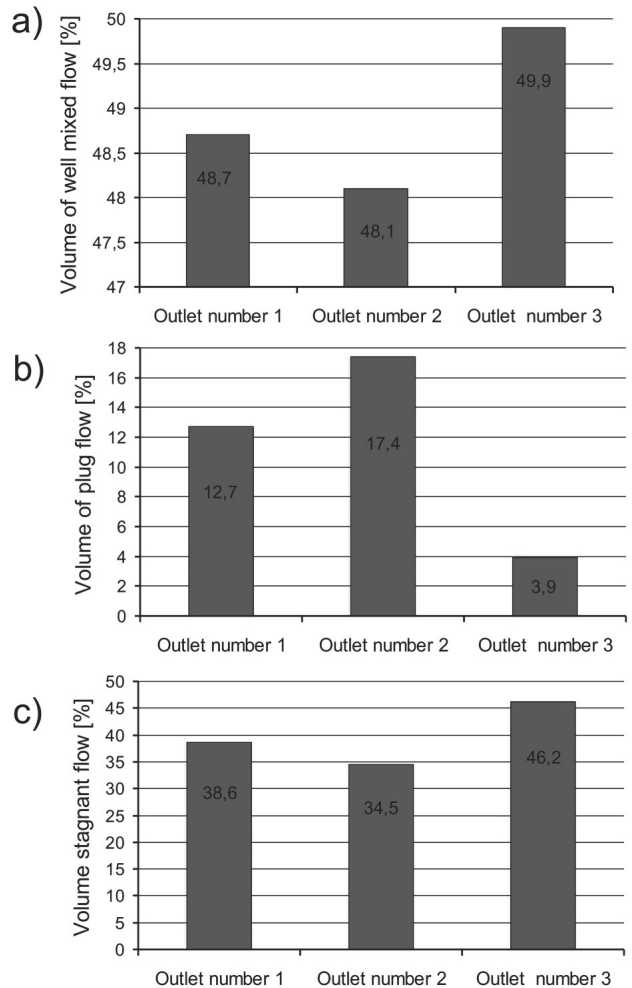 a)
Volume of well mixed flow [%]
50
49,5
49
48,5
48
47,5
47
48,7
48,1
49,9
Outlet number 1
Outlet number 2
Outlet number 3
b)
Volume of plug flow [%]
18
16
14
12
10
8
6
4
2
0
12,7
17,4
3,9
Outlet number 1
Outlet number 2
Outlet number 3
c)
Volume stagnant flow [%]
50
45
40
35
30
25
20
15
10
5
0
38,6
34,5
46,2
Outlet number 1
Outlet number 2
Outlet number 3